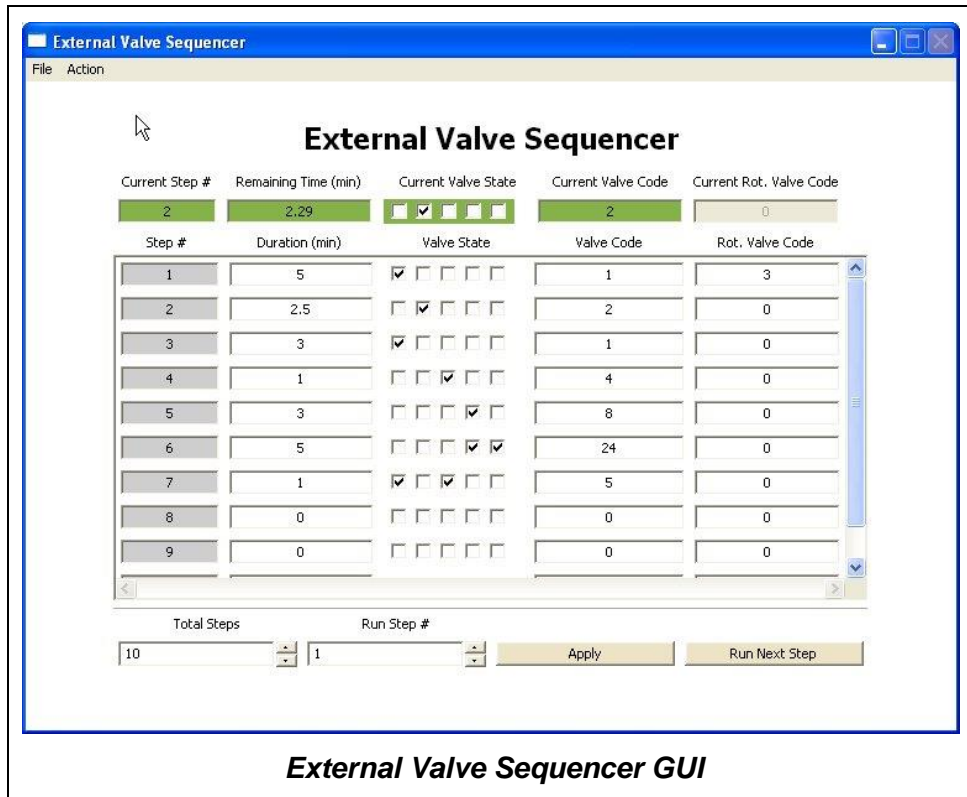 External Valve Sequencer
File Action
External Valve Sequencer
Current Step # Remaining Time (min) Current Valve State Current Valve Code Current Rot. Valve Code
2 2.29 2 0
Step # Duration (min) Valve State Valve Code Rot. Valve Code
1 5 1 3
2 2.5 2 0
3 3 1 0
4 1 4 0
5 3 8 0
6 5 24 0
7 1 5 0
8 0 0 0
9 0 0 0
Total Steps Run Step #
10 1 Apply Run Next Step
External Valve Sequencer GUI